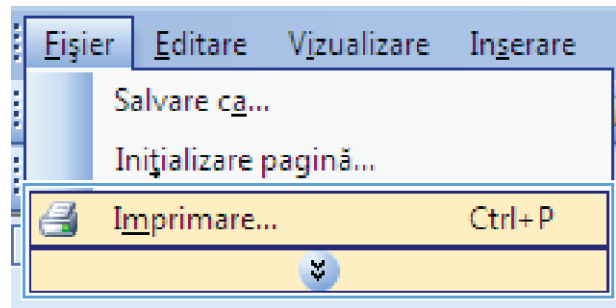 Fişier Editare Vizualizare Inserare
Salvare ca...
Iniţializare pagină...
Imprimare... Ctrl+P